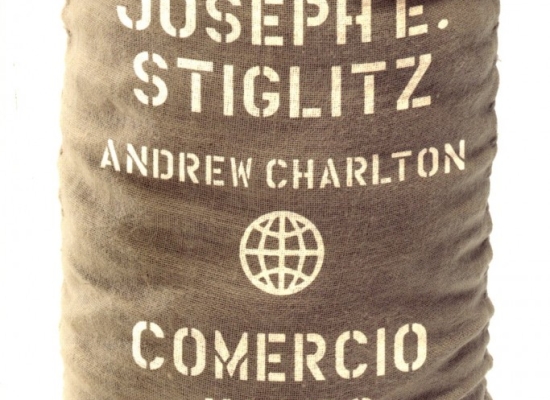 JOSEPH E.
STIGLITZ
ANDREW CHARLTON
COMERCIO